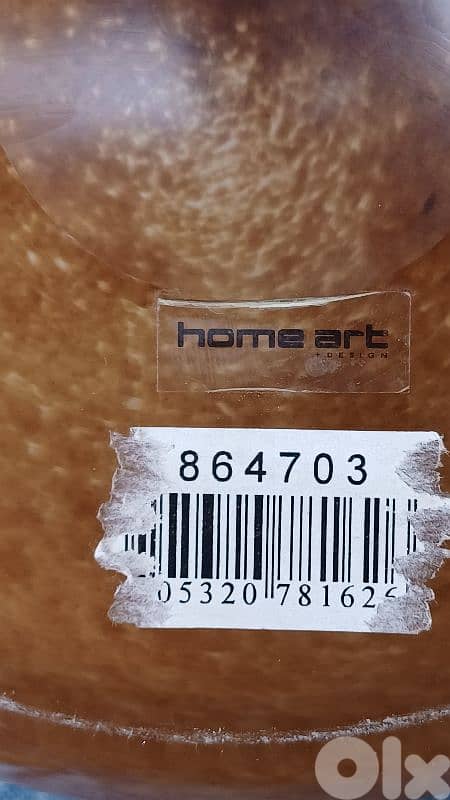 home art
+ DESIGN
864703
05320 78162
Olx